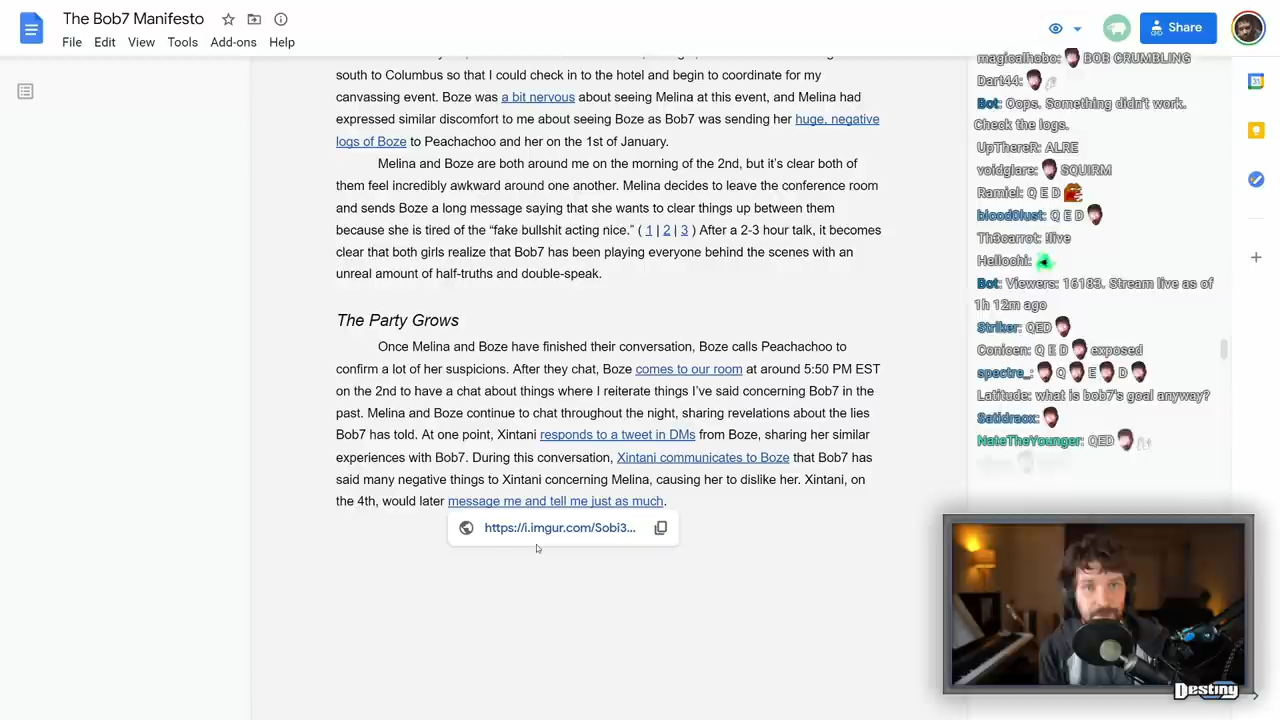 The Bob7 Manifesto
File Edit View Tools Add-ons Help
Share
south to Columbus so that I could check in to the hotel and begin to coordinate for my
canvassing event. Boze was a bit nervous about seeing Melina at this event, and Melina had
expressed similar discomfort to me about seeing Boze as Bob7 was sending her huge, negative
logs of Boze to Peachachoo and her on the 1st of January.
Melina and Boze are both around me on the morning of the 2nd, but it's clear both of
them feel incredibly awkward around one another. Melina decides to leave the conference room
and sends Boze a long message saying that she wants to clear things up between them
because she is tired of the “fake bullshit acting nice.” ( 1 | 2 | 3 ) After a 2-3 hour talk, it becomes
clear that both girls realize that Bob7 has been playing everyone behind the scenes with an
unreal amount of half-truths and double-speak.
The Party Grows
Once Melina and Boze have finished their conversation, Boze calls Peachachoo to
confirm a lot of her suspicions. After they chat, Boze comes to our room at around 5:50 PM EST
on the 2nd to have a chat about things where I reiterate things I've said concerning Bob7 in the
past. Melina and Boze continue to chat throughout the night, sharing revelations about the lies
Bob7 has told. At one point, Xintani responds to a tweet in DMs from Boze, sharing her similar
experiences with Bob7. During this conversation, Xintani communicates to Boze that Bob7 has
said many negative things to Xintani concerning Melina, causing her to dislike her. Xintani, on
the 4th, would later message me and tell me just as much.
https://i.imgur.com/Sobi3...
magicalhobo: BOB CRUMBLING
Dart44:
Bot: Oops. Something didn't work.
Check the logs.
UpThereR: ALRE
voidglare: SQUIRM
Ramiel: Q E D
blood0lust: Q E D
Th3carrot: !live
Hellochi:
Bot: Viewers: 16183. Stream live as of
1h 12m ago
Striker: QED
Conicen: Q E D exposed
spectre_: Q E D
Latitude: what is bob7's goal anyway?
Satidraox:
NateTheYounger: QED
Destiny